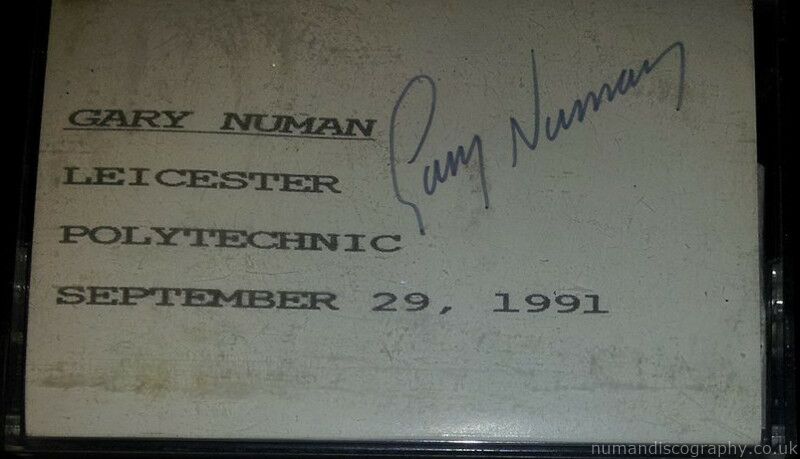 GARY NUMAN
Gary Numan
LEICESTER
POLYTECHNIC
SEPTEMBER 29, 1991
numandiscography.co.uk